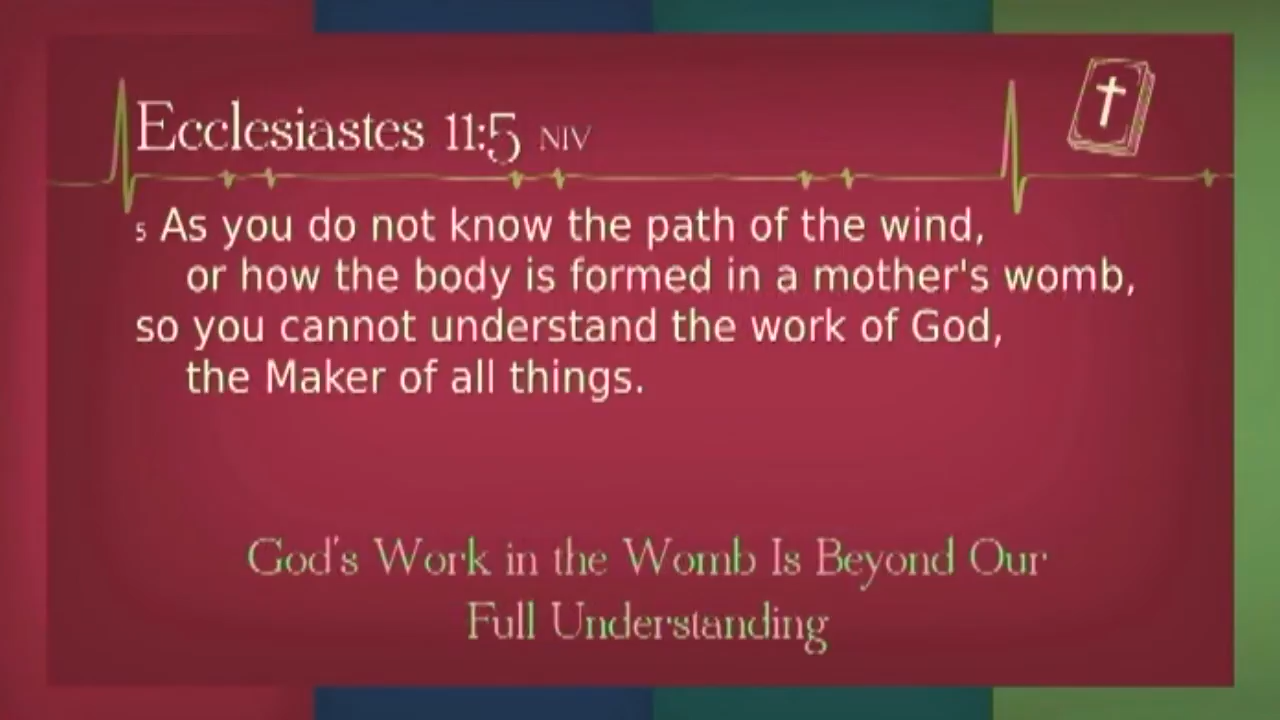 Ecclesiastes 11:5 NIV
5 As you do not know the path of the wind,
or how the body is formed in a mother's womb,
so you cannot understand the work of God,
the Maker of all things.
God's Work in the Womb Is Beyond Our
Full Understanding